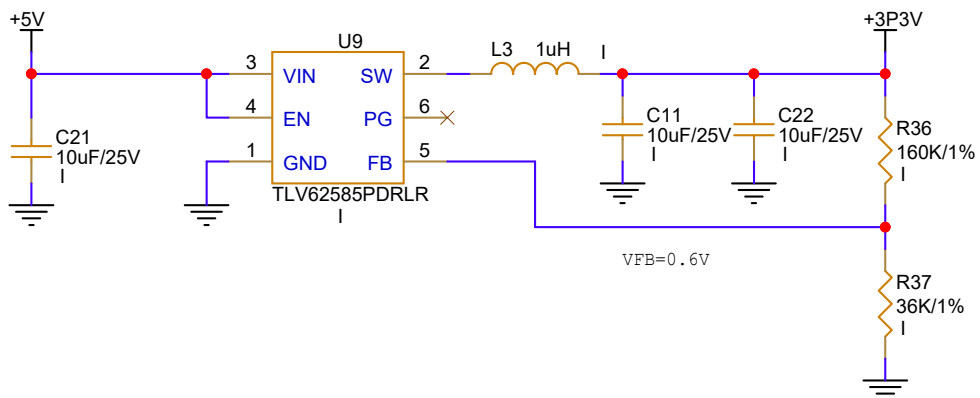 +5V
+3P3V
U9
L3 1uH I
3 VIN SW 2
4 EN PG 6
1 GND FB 5
TLV62585PDRLR
I
C21
10uF/25V
I
C11
10uF/25V
I
C22
10uF/25V
I
R36
160K/1%
I
VFB=0.6V
R37
36K/1%
I